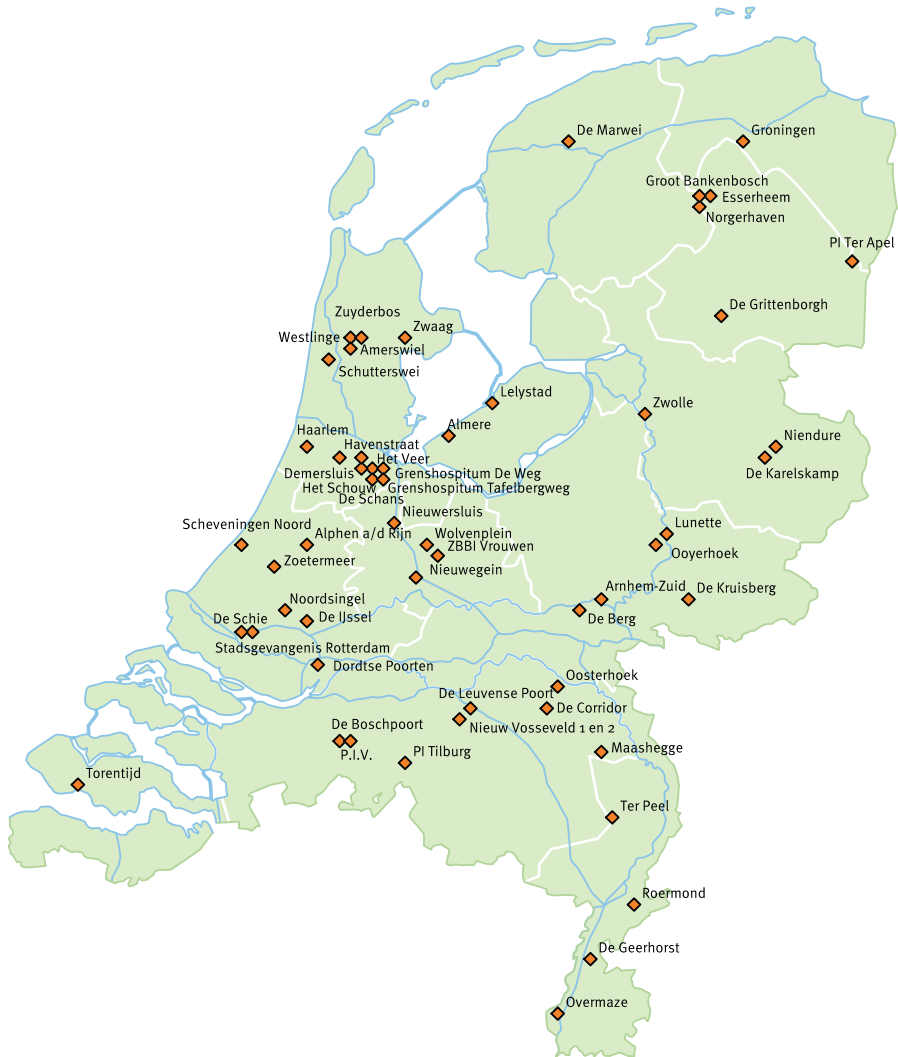 De Marwei
Groningen
Groot Bankenbosch
Esserheem
Norgerhaven
PI Ter Apel
De Grittenborgh
Zuyderbos
Westlinge
Zwaag
Amerswiel
Schutterswei
Lelystad
Zwolle
Almere
Haarlem
Havenstraat
Niendure
Het Veer
Demersluis
Grenshospitum De Weg
De Karelskamp
Het Schouw
Grenshospitum Tafelbergweg
De Schans
Nieuwersluis
Scheveningen Noord
Alphen a/d Rijn
Wolvenplein
Lunette
ZBBI Vrouwen
Ooyerhoek
Zoetermeer
Nieuwegein
Arnhem-Zuid
De Kruisberg
Noordsingel
De IJssel
De Schie
De Berg
Stadsgevangenis Rotterdam
Dordtse Poorten
Oosterhoek
De Leuvense Poort
De Corridor
De Boschpoort
Nieuw Vosseveld 1 en 2
P.I.V.
PI Tilburg
Maashegge
Torentijd
Ter Peel
Roermond
De Geerhorst
Overmaze